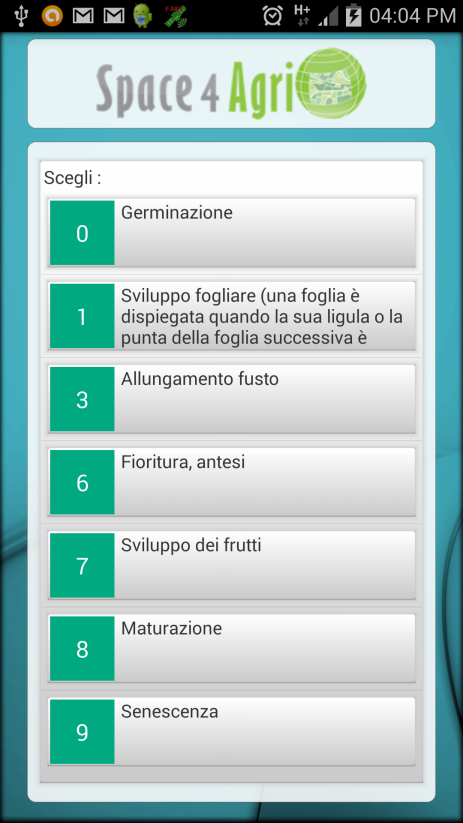 FAKE
H+
04:04 PM
Space 4 Agri
Scegli :
0
Germinazione
1
Sviluppo fogliare (una foglia è
dispiegata quando la sua ligula o la
punta della foglia successiva è
3
Allungamento fusto
6
Fioritura, antesi
7
Sviluppo dei frutti
8
Maturazione
9
Senescenza